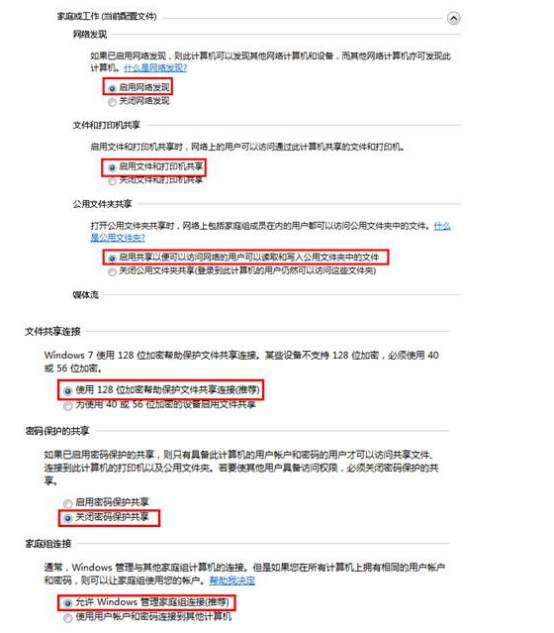 家庭或工作 (当前配置文件)
网络发现
如果已启用网络发现，则此计算机可以发现其他网络计算机和设备，而其他网络计算机亦可发现此
计算机。什么是网络发现?
启用网络发现
关闭网络发现
文件和打印机共享
启用文件和打印机共享时，网络上的用户可以访问通过此计算机共享的文件和打印机。
启用文件和打印机共享
关闭文件和打印机共享
公用文件夹共享
打开公用文件夹共享时，网络上包括家庭组成员在内的用户都可以访问公用文件夹中的文件。什么
是公用文件夹?
启用共享以便可以访问网络的用户可以读取和写入公用文件夹中的文件
关闭公用文件夹共享(登录到此计算机的用户仍然可以访问这些文件夹)
媒体流
文件共享连接
Windows 7 使用 128 位加密帮助保护文件共享连接。某些设备不支持 128 位加密，必须使用 40
或 56 位加密。
使用 128 位加密帮助保护文件共享连接(推荐)
为使用 40 或 56 位加密的设备启用文件共享
密码保护的共享
如果已启用密码保护的共享，则只有具备此计算机的用户帐户和密码的用户才可以访问共享文件、
连接到此计算机的打印机以及公用文件夹。若要使其他用户具备访问权限，必须关闭密码保护的共
享。
启用密码保护共享
关闭密码保护共享
家庭组连接
通常，Windows 管理与其他家庭组计算机的连接。但是如果您在所有计算机上拥有相同的用户帐户
和密码，则可以让家庭组使用您的帐户。帮助我决定
允许 Windows 管理家庭组连接(推荐)
使用用户帐户和密码连接到其他计算机